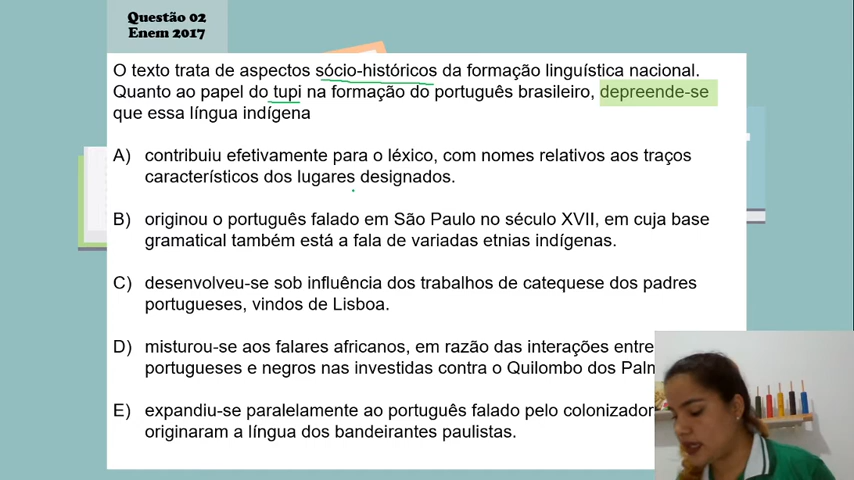 Questão 02
Enem 2017
O texto trata de aspectos sócio-históricos da formação linguística nacional.
Quanto ao papel do tupi na formação do português brasileiro, depreende-se
que essa língua indígena
A) contribuiu efetivamente para o léxico, com nomes relativos aos traços
característicos dos lugares designados.
B) originou o português falado em São Paulo no século XVII, em cuja base
gramatical também está a fala de variadas etnias indígenas.
C) desenvolveu-se sob influência dos trabalhos de catequese dos padres
portugueses, vindos de Lisboa.
D) misturou-se aos falares africanos, em razão das interações entre
portugueses e negros nas investidas contra o Quilombo dos
E) expandiu-se paralelamente ao português falado pelo colonizador
originaram a língua dos bandeirantes paulistas.